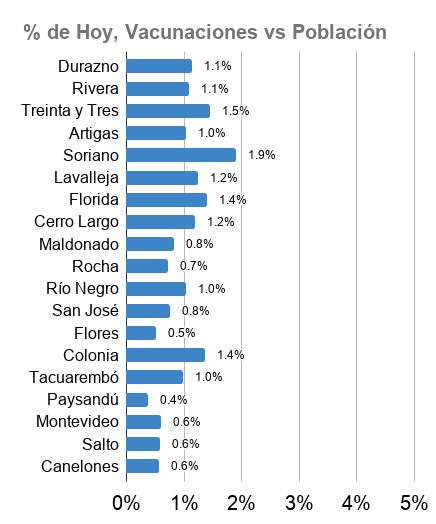 % de Hoy, Vacunaciones vs Población
Durazno 1.1%
Rivera 1.1%
Treinta y Tres 1.5%
Artigas 1.0%
Soriano 1.9%
Lavalleja 1.2%
Florida 1.4%
Cerro Largo 1.2%
Maldonado 0.8%
Rocha 0.7%
Río Negro 1.0%
San José 0.8%
Flores 0.5%
Colonia 1.4%
Tacuarembó 1.0%
Paysandú 0.4%
Montevideo 0.6%
Salto 0.6%
Canelones 0.6%
0% 1% 2% 3% 4% 5%